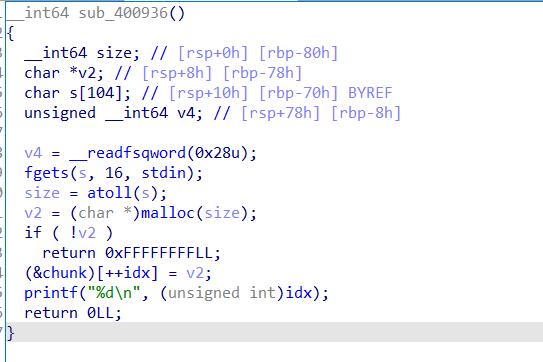 __int64 sub_400936()
{
__int64 size; // [rsp+0h] [rbp-80h]
char *v2; // [rsp+8h] [rbp-78h]
char s[104]; // [rsp+10h] [rbp-70h] BYREF
unsigned __int64 v4; // [rsp+78h] [rbp-8h]
v4 = __readfsqword(0x28u);
fgets(s, 16, stdin);
size = atoll(s);
v2 = (char *)malloc(size);
if ( !v2 )
return 0xFFFFFFFFLL;
(&chunk)[++idx] = v2;
printf("%d\n", (unsigned int)idx);
return 0LL;
}